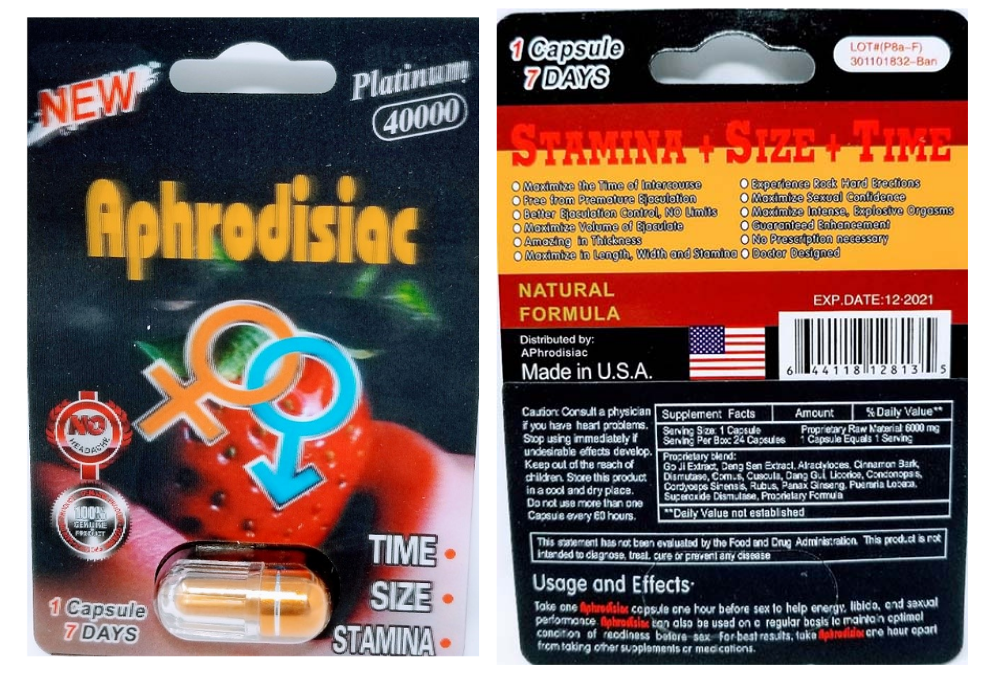 NEW
Platinum
40000
Aphrodisiac
NO
HEADACHE
100%
GENUINE
PRODUCT
TIME •
SIZE •
STAMINA •
1 Capsule
7 DAYS
1 Capsule
7 DAYS
LOT#(P8a-F)
301101832-Ban
STAMINA + SIZE + TIME
Maximize the Time of Intercourse
Free from Premature Ejaculation
Better Ejaculation Control, NO Limits
Maximize Volume of Ejaculate
Amazing in Thickness
Maximize in Length, Width and Stamina
Experience Rock Hard Erections
Maximize Sexual Confidence
Maximize Intense, Explosive Orgasms
Guaranteed Enhancement
No Prescription necessary
Doctor Designed
NATURAL
FORMULA
EXP.DATE:12-2021
Distributed by:
APhrodisiac
Made in U.S.A.
6 44118 12813 5
Caution: Consult a physician
if you have heart problems.
Stop using immediately if
undesirable effects develop.
Keep out of the reach of
children. Store this product
in a cool and dry place.
Do not use more than one
Capsule every 60 hours.
Supplement Facts Amount % Daily Value**
Serving Size: 1 Capsule Proprietary Raw Material 6000 mg
Serving Per Box: 24 Capsules 1 Capsule Equals 1 Serving
Proprietary blend:
Go Ji Extract, Deng Sen Extract, Atractylodes, Cinnamon Bark,
Dismutase, Cornus, Cuscuta, Dang Gui, Licorice, Condonopsis,
Cordyceps Sinensis, Rubus, Panax Ginseng, Pueraria Lobara,
Superoxide Dismutase, Proprietary Formula
**Daily Value not established
This statement has not been evaluated by the Food and Drug Administration. This product is not
intended to diagnose, treat, cure or prevent any disease
Usage and Effects·
Take one Aphrodisiac capsule one hour before sex to help energy, libido, and sexual
performance. Aphrodisiac can also be used on a regular basis to maintain optimal
condition of readiness before sex. For best results, take Aphrodisiac one hour apart
from taking other supplements or medications.